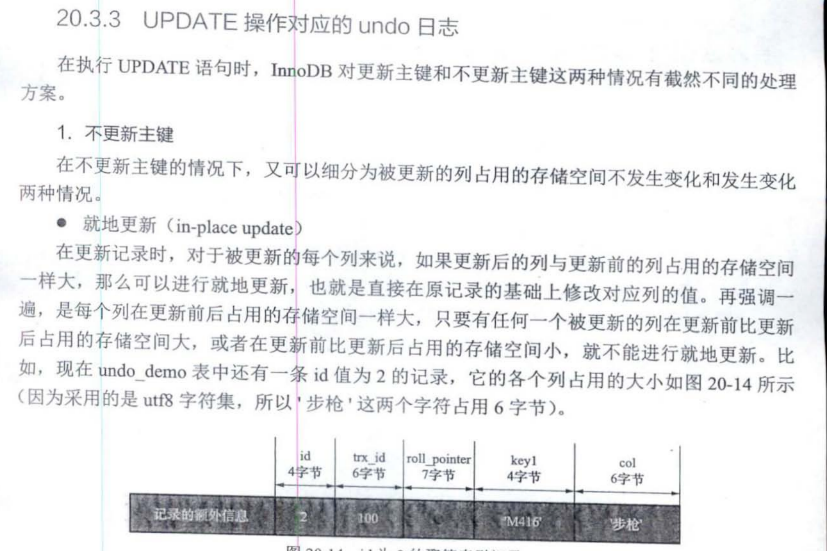 20.3.3 UPDATE 操作对应的 undo 日志
在执行 UPDATE 语句时，InnoDB 对更新主键和不更新主键这两种情况有截然不同的处理
方案。
1. 不更新主键
在不更新主键的情况下，又可以细分为被更新的列占用的存储空间不发生变化和发生变化
两种情况。
● 就地更新（in-place update）
在更新记录时，对于被更新的每个列来说，如果更新后的列与更新前的列占用的存储空间
一样大，那么可以进行就地更新，也就是直接在原记录的基础上修改对应列的值。再强调一
遍，是每个列在更新前后占用的存储空间一样大，只要有任何一个被更新的列在更新前比更新
后占用的存储空间大，或者在更新前比更新后占用的存储空间小，就不能进行就地更新。比
如，现在 undo_demo 表中还有一条 id 值为 2 的记录，它的各个列占用的大小如图 20-14 所示
（因为采用的是 utf8 字符集，所以 '步枪' 这两个字符占用 6 字节）。
id trx_id roll_pointer key1 col
4字节 6字节 7字节 4字节 6字节
记录的额外信息 2 100 'M416' '步枪'